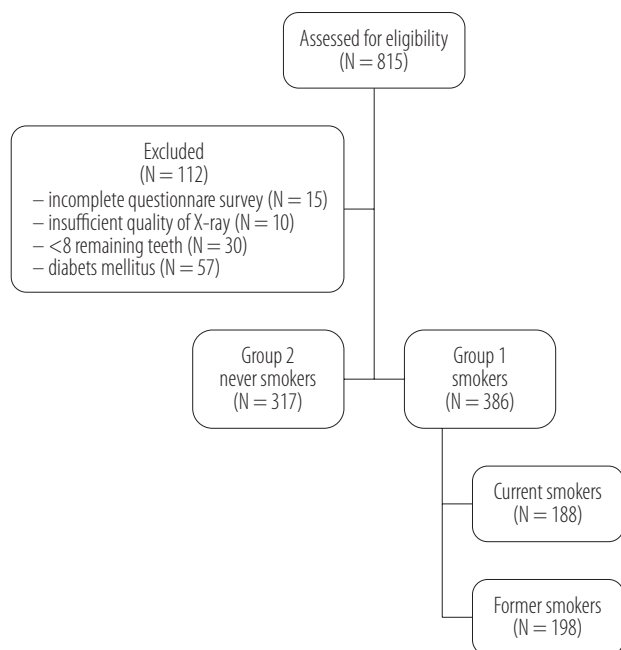 Assessed for eligibility
(N = 815)
Excluded
(N = 112)
– incomplete questionnare survey (N = 15)
– insufficient quality of X-ray (N = 10)
– <8 remaining teeth (N = 30)
– diabets mellitus (N = 57)
Group 2
never smokers
(N = 317)
Group 1
smokers
(N = 386)
Current smokers
(N = 188)
Former smokers
(N = 198)